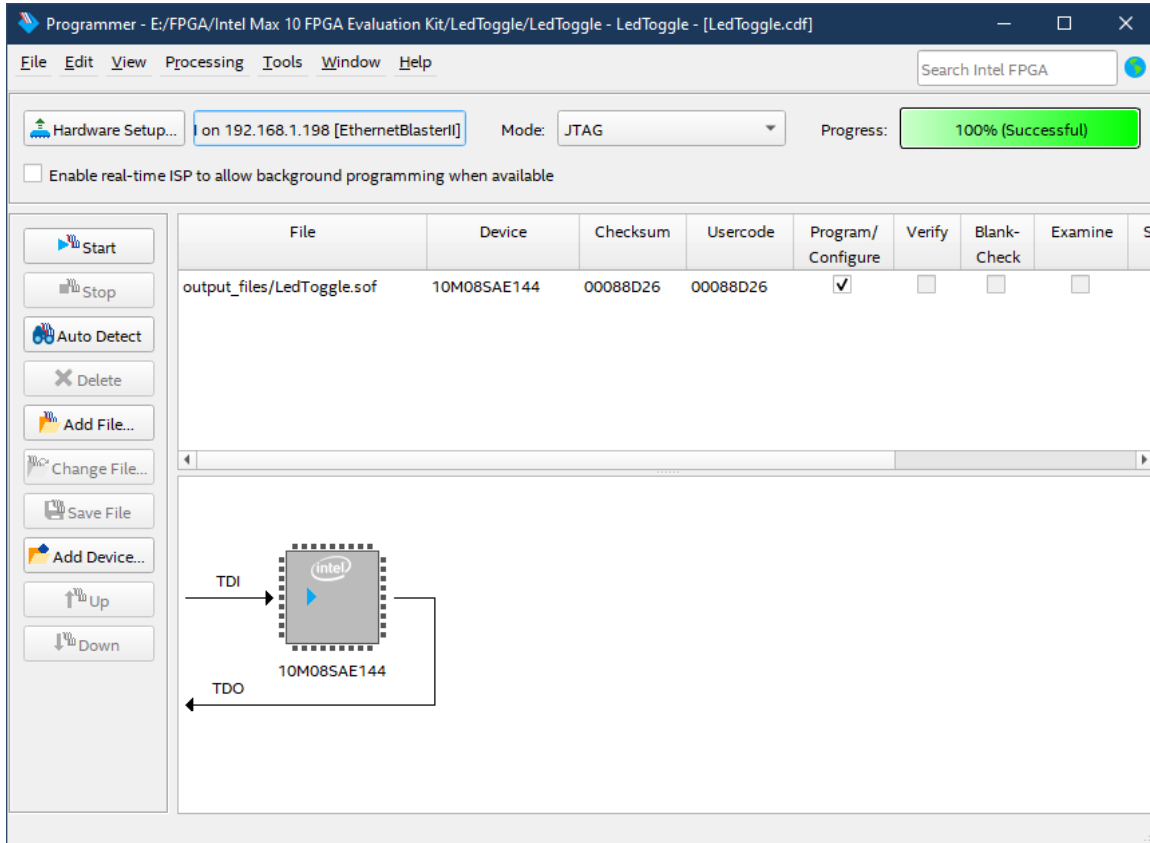 Programmer - E:/FPGA/Intel Max 10 FPGA Evaluation Kit/LedToggle/LedToggle - LedToggle - [LedToggle.cdf]
File Edit View Processing Tools Window Help
Search Intel FPGA
Hardware Setup... on 192.168.1.198 [EthernetBlasterII] Mode: JTAG Progress: 100% (Successful)
Enable real-time ISP to allow background programming when available
Start
Stop
Auto Detect
Delete
Add File...
Change File...
Save File
Add Device...
Up
Down
File Device Checksum Usercode Program/ Verify Blank- Examine
Configure Check
output_files/LedToggle.sof 10M08SAE144 00088D26 00088D26
intel
TDI
10M08SAE144
TDO